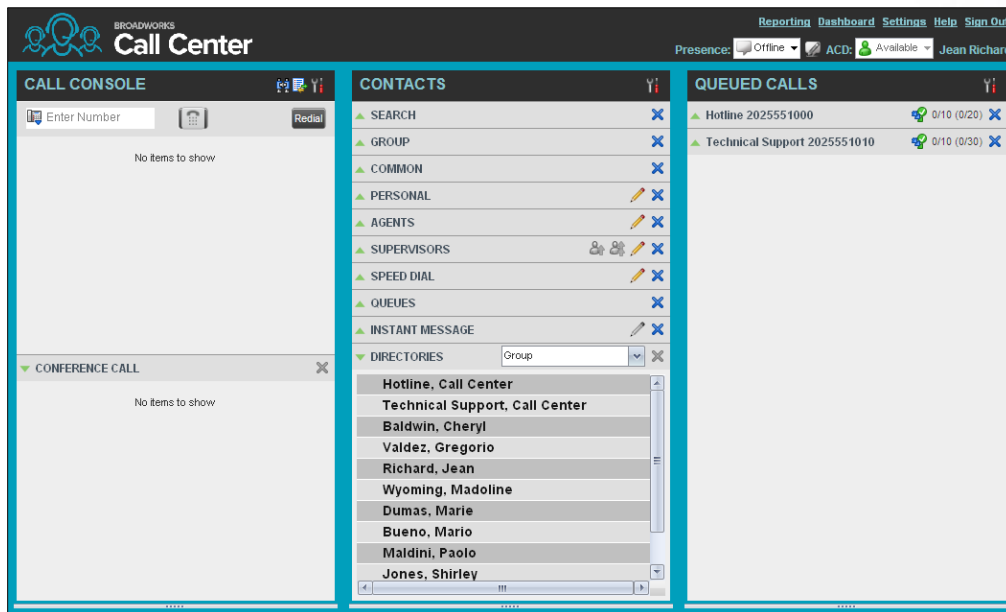 BROADWORKS
Call Center
Reporting Dashboard Settings Help Sign Out
Presence: Offline ACD: Available Jean Richard
CALL CONSOLE
Enter Number
Redial
No items to show
CONFERENCE CALL
No items to show
CONTACTS
SEARCH
GROUP
COMMON
PERSONAL
AGENTS
SUPERVISORS
SPEED DIAL
QUEUES
INSTANT MESSAGE
DIRECTORIES Group
Hotline, Call Center
Technical Support, Call Center
Baldwin, Cheryl
Valdez, Gregorio
Richard, Jean
Wyoming, Madoline
Dumas, Marie
Bueno, Mario
Maldini, Paolo
Jones, Shirley
QUEUED CALLS
Hotline 2025551000 0/10 (0/20)
Technical Support 2025551010 0/10 (0/30)